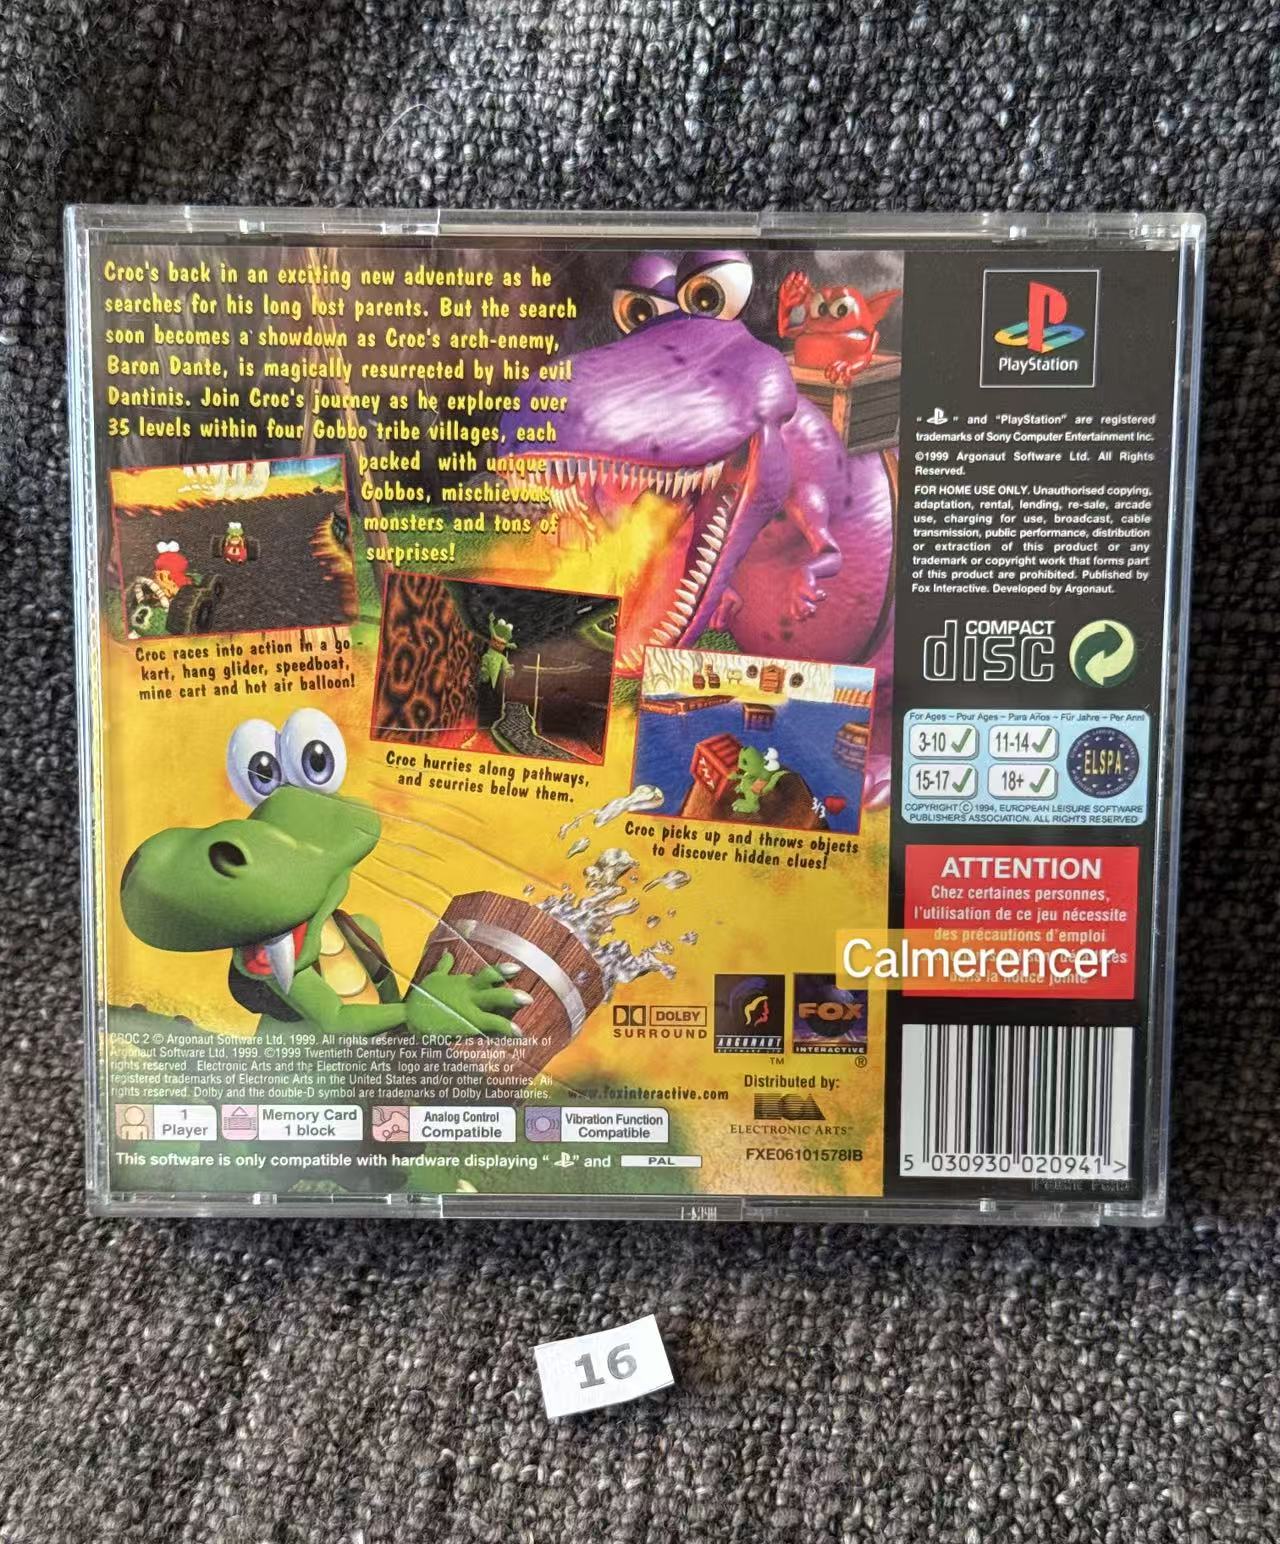 Croc's back in an exciting new adventure as he
searches for his long lost parents. But the search
soon becomes a showdown as Croc's arch-enemy,
Baron Dante, is magically resurrected by his evil
Dantinis. Join Croc's journey as he explores over
35 levels within four Gobbo tribe villages, each
packed with unique
Gobbos, mischievous
monsters and tons of
surprises!
Croc races into action in a go-
kart, hang glider, speedboat,
mine cart and hot air balloon!
Croc hurries along pathways,
and scurries below them.
3/3
Croc picks up and throws objects
to discover hidden clues!
PlayStation
" " and "PlayStation" are registered
trademarks of Sony Computer Entertainment Inc.
©1999 Argonaut Software Ltd. All Rights
Reserved.
FOR HOME USE ONLY. Unauthorised copying,
adaptation, rental, lending, re-sale, arcade
use, charging for use, broadcast, cable
transmission, public performance, distribution
or extraction of this product or any
trademark or copyright work that forms part
of this product are prohibited. Published by
Fox Interactive. Developed by Argonaut.
COMPACT
disc
For Ages - Pour Ages - Para Años - Für Jahre - Per Anni
3-10 ✓ 11-14 ✓
15-17 ✓ 18+ ✓
ELSPA
COPYRIGHT © 1994, EUROPEAN LEISURE SOFTWARE
PUBLISHERS ASSOCIATION. ALL RIGHTS RESERVED
ATTENTION
Chez certaines personnes,
l'utilisation de ce jeu nécessite
des précautions d'emploi
dans la notice jointe
Calmerencer
DOLBY
SURROUND
ARGONAUT
SOFTWARE LTD
TM
FOX
INTERACTIVE
®
CROC 2 © Argonaut Software Ltd, 1999. All rights reserved. CROC 2 is a trademark of
Argonaut Software Ltd, 1999. ©1999 Twentieth Century Fox Film Corporation. All
rights reserved. Electronic Arts and the Electronic Arts logo are trademarks or
registered trademarks of Electronic Arts in the United States and/or other countries. All
rights reserved. Dolby and the double-D symbol are trademarks of Dolby Laboratories.
www.foxinteractive.com
Distributed by:
ELECTRONIC ARTS™
FXE06101578IB
1
Player
Memory Card
1 block
Analog Control
Compatible
Vibration Function
Compatible
This software is only compatible with hardware displaying " " and PAL
5 030930 020941 >
16